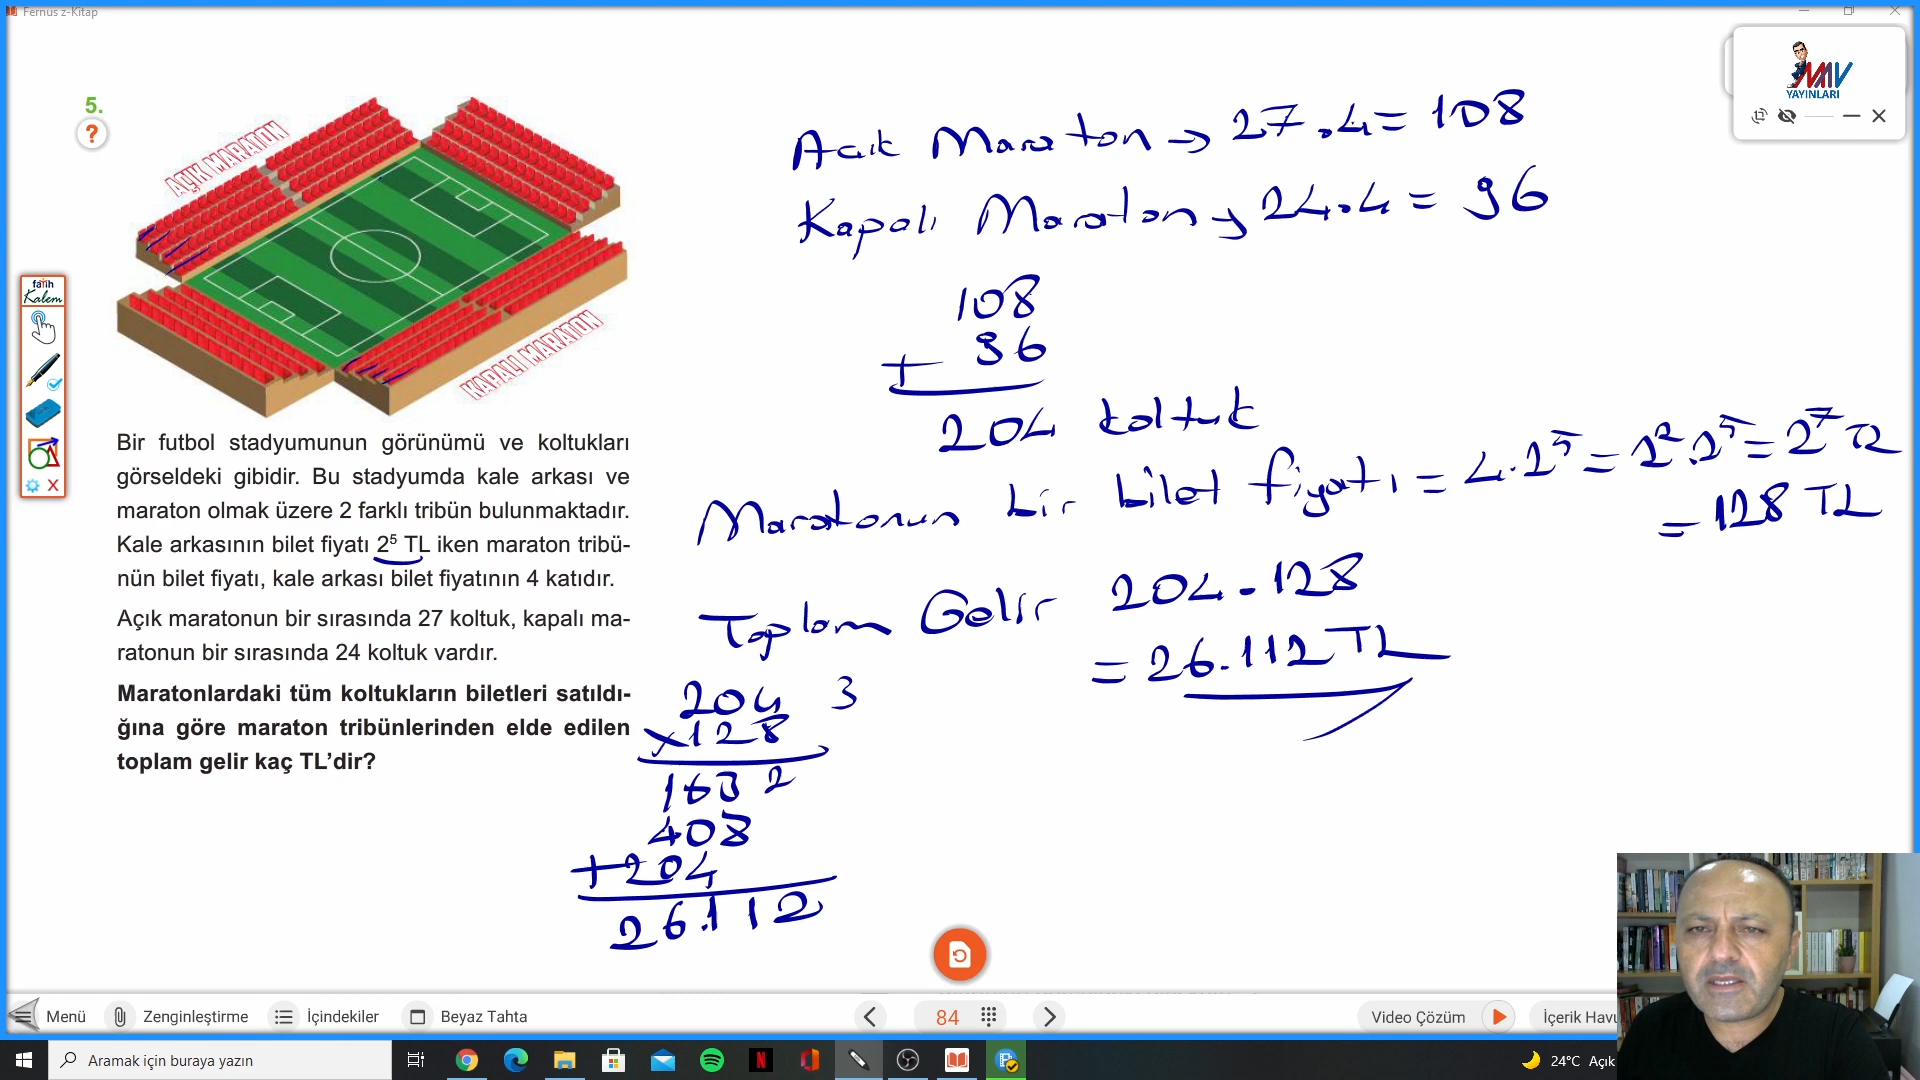 Fernus z-Kitap
MAV
YAYINLARI
5.
?
AÇIK MARATON
KAPALI MARATON
fatih
Kalem
Bir futbol stadyumunun görünümü ve koltukları
görseldeki gibidir. Bu stadyumda kale arkası ve
maraton olmak üzere 2 farklı tribün bulunmaktadır.
Kale arkasının bilet fiyatı 2⁵ TL iken maraton tribü-
nün bilet fiyatı, kale arkası bilet fiyatının 4 katıdır.
Açık maratonun bir sırasında 27 koltuk, kapalı ma-
ratonun bir sırasında 24 koltuk vardır.
Maratonlardaki tüm koltukların biletleri satıldı-
ğına göre maraton tribünlerinden elde edilen
toplam gelir kaç TL'dir?
Açık Maraton → 27.4= 108
Kapalı Maraton → 24.4 = 96
108
+ 96
204 koltuk
Maratonun bir bilet fiyatı = 4.2⁵ = 2².2⁵ = 2⁷ TL
= 128 TL
Toplam Gelir 204.128
= 26.112 TL
204 3
x128
1632
408
+204
26.112
Menü
Zenginleştirme
İçindekiler
Beyaz Tahta
84
Video Çözüm
İçerik Havu
Aramak için buraya yazın
24°C Açık